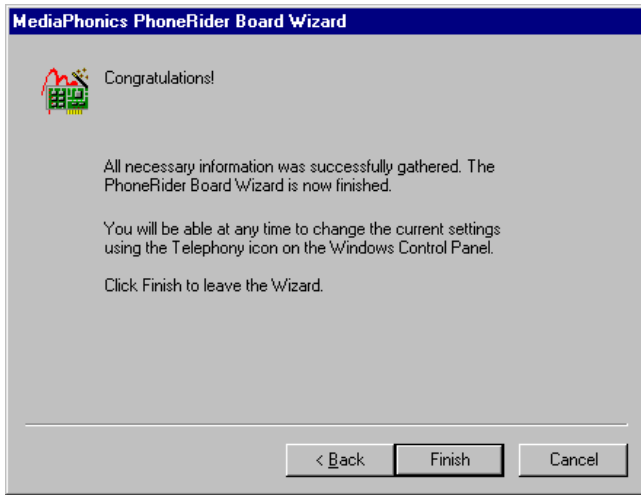 MediaPhonics PhoneRider Board Wizard
Congratulations!
All necessary information was successfully gathered. The
PhoneRider Board Wizard is now finished.
You will be able at any time to change the current settings
using the Telephony icon on the Windows Control Panel.
Click Finish to leave the Wizard.
< Back
Finish
Cancel